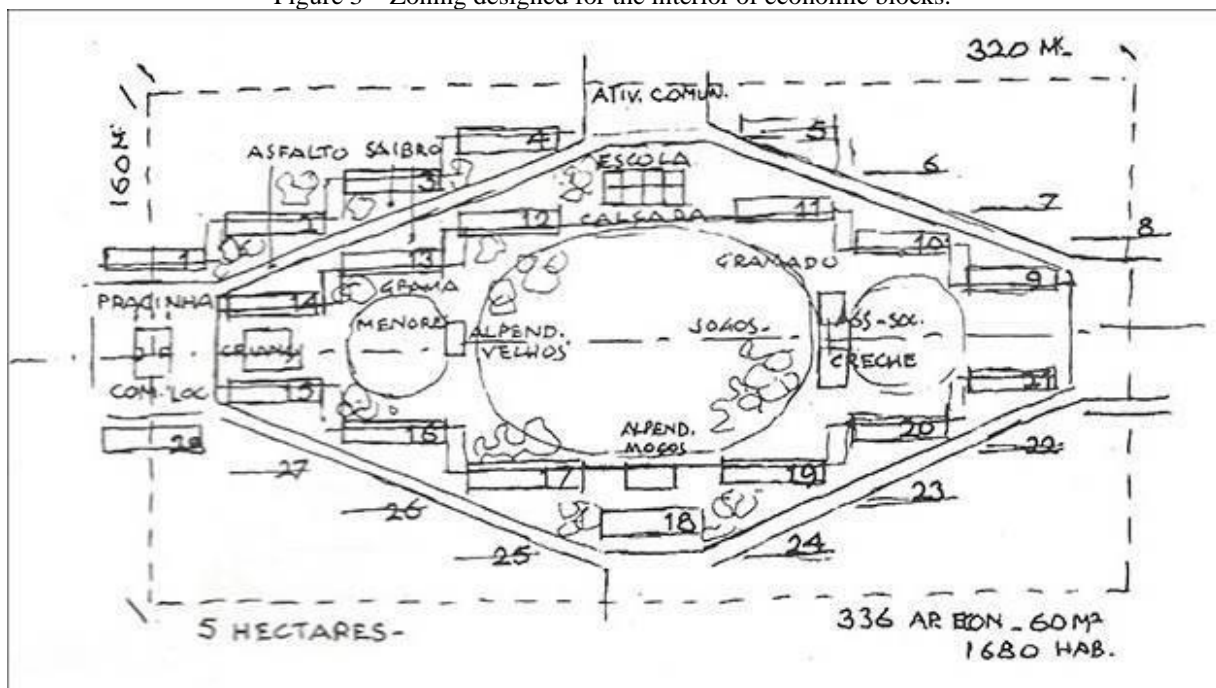 Figure 3 – Zoning designed for the interior of economic blocks.
320 M.
160 M.
ATIV. COMUN.
4
5
ASFALTO SAIBRO
ESCOLA
3
6
2
12
CALÇADA
11
7
1
13
GRAMADO
10
8
GRAMA
9
PRACINHA
14
MENORES
ALPEND.
VELHOS
JOGOS-
ASS-SOC.
CRIANS
CRECHE
COM. LOC
15
21
28
16
ALPEND.
MOÇOS
20
22
27
17
19
26
18
23
25
24
5 HECTARES-
336 AP. ECON - 60 M²
1680 HAB.